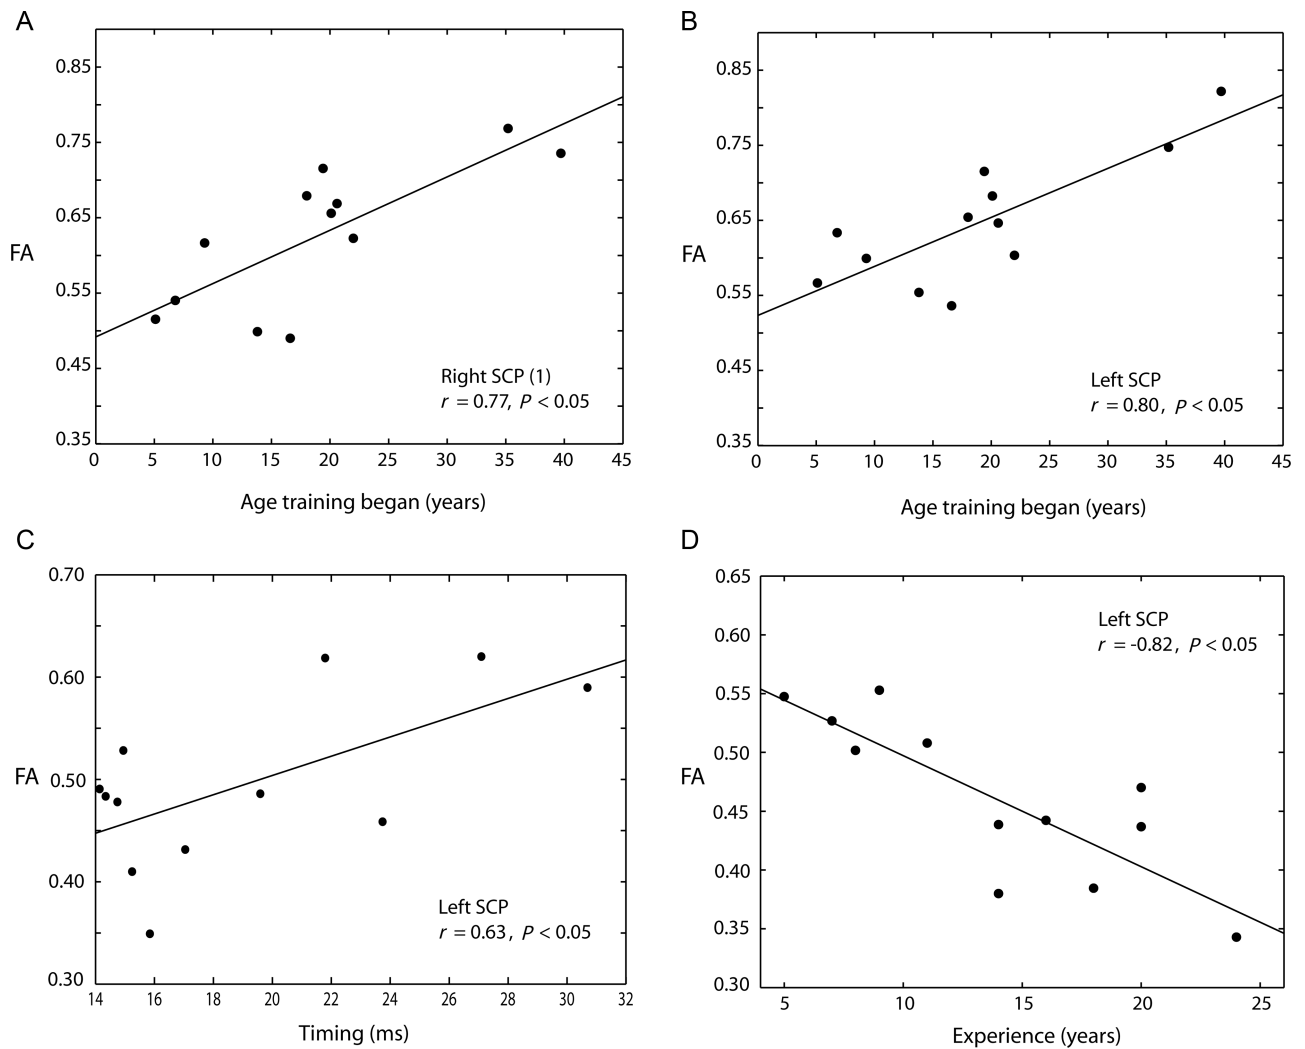 A
0.85
0.75
0.65
FA
0.55
0.45
0.35
Right SCP (1)
r = 0.77, P < 0.05
0 5 10 15 20 25 30 35 40 45
Age training began (years)
B
0.85
0.75
0.65
FA
0.55
0.45
0.35
Left SCP
r = 0.80, P < 0.05
0 5 10 15 20 25 30 35 40 45
Age training began (years)
C
0.70
0.60
FA
0.50
0.40
0.30
Left SCP
r = 0.63, P < 0.05
14 16 18 20 22 24 26 28 30 32
Timing (ms)
D
0.65
0.60
0.55
0.50
FA
0.45
0.40
0.35
0.30
Left SCP
r = -0.82, P < 0.05
5 10 15 20 25
Experience (years)